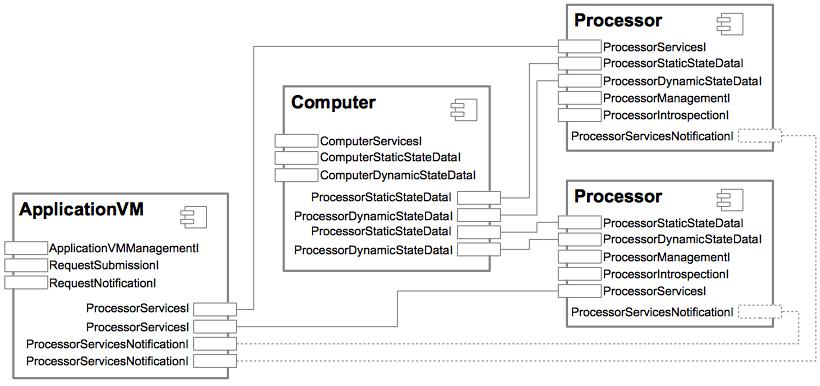 Processor
ProcessorServicesI
ProcessorStaticStateDataI
ProcessorDynamicStateDataI
ProcessorManagementI
ProcessorIntrospectionI
ProcessorServicesNotificationI
Computer
ComputerServicesI
ComputerStaticStateDataI
ComputerDynamicStateDataI
ProcessorStaticStateDataI
ProcessorDynamicStateDataI
ProcessorStaticStateDataI
ProcessorDynamicStateDataI
Processor
ProcessorStaticStateDataI
ProcessorDynamicStateDataI
ProcessorManagementI
ProcessorIntrospectionI
ProcessorServicesI
ProcessorServicesNotificationI
ApplicationVM
ApplicationVMManagementI
RequestSubmissionI
RequestNotificationI
ProcessorServicesI
ProcessorServicesI
ProcessorServicesNotificationI
ProcessorServicesNotificationI